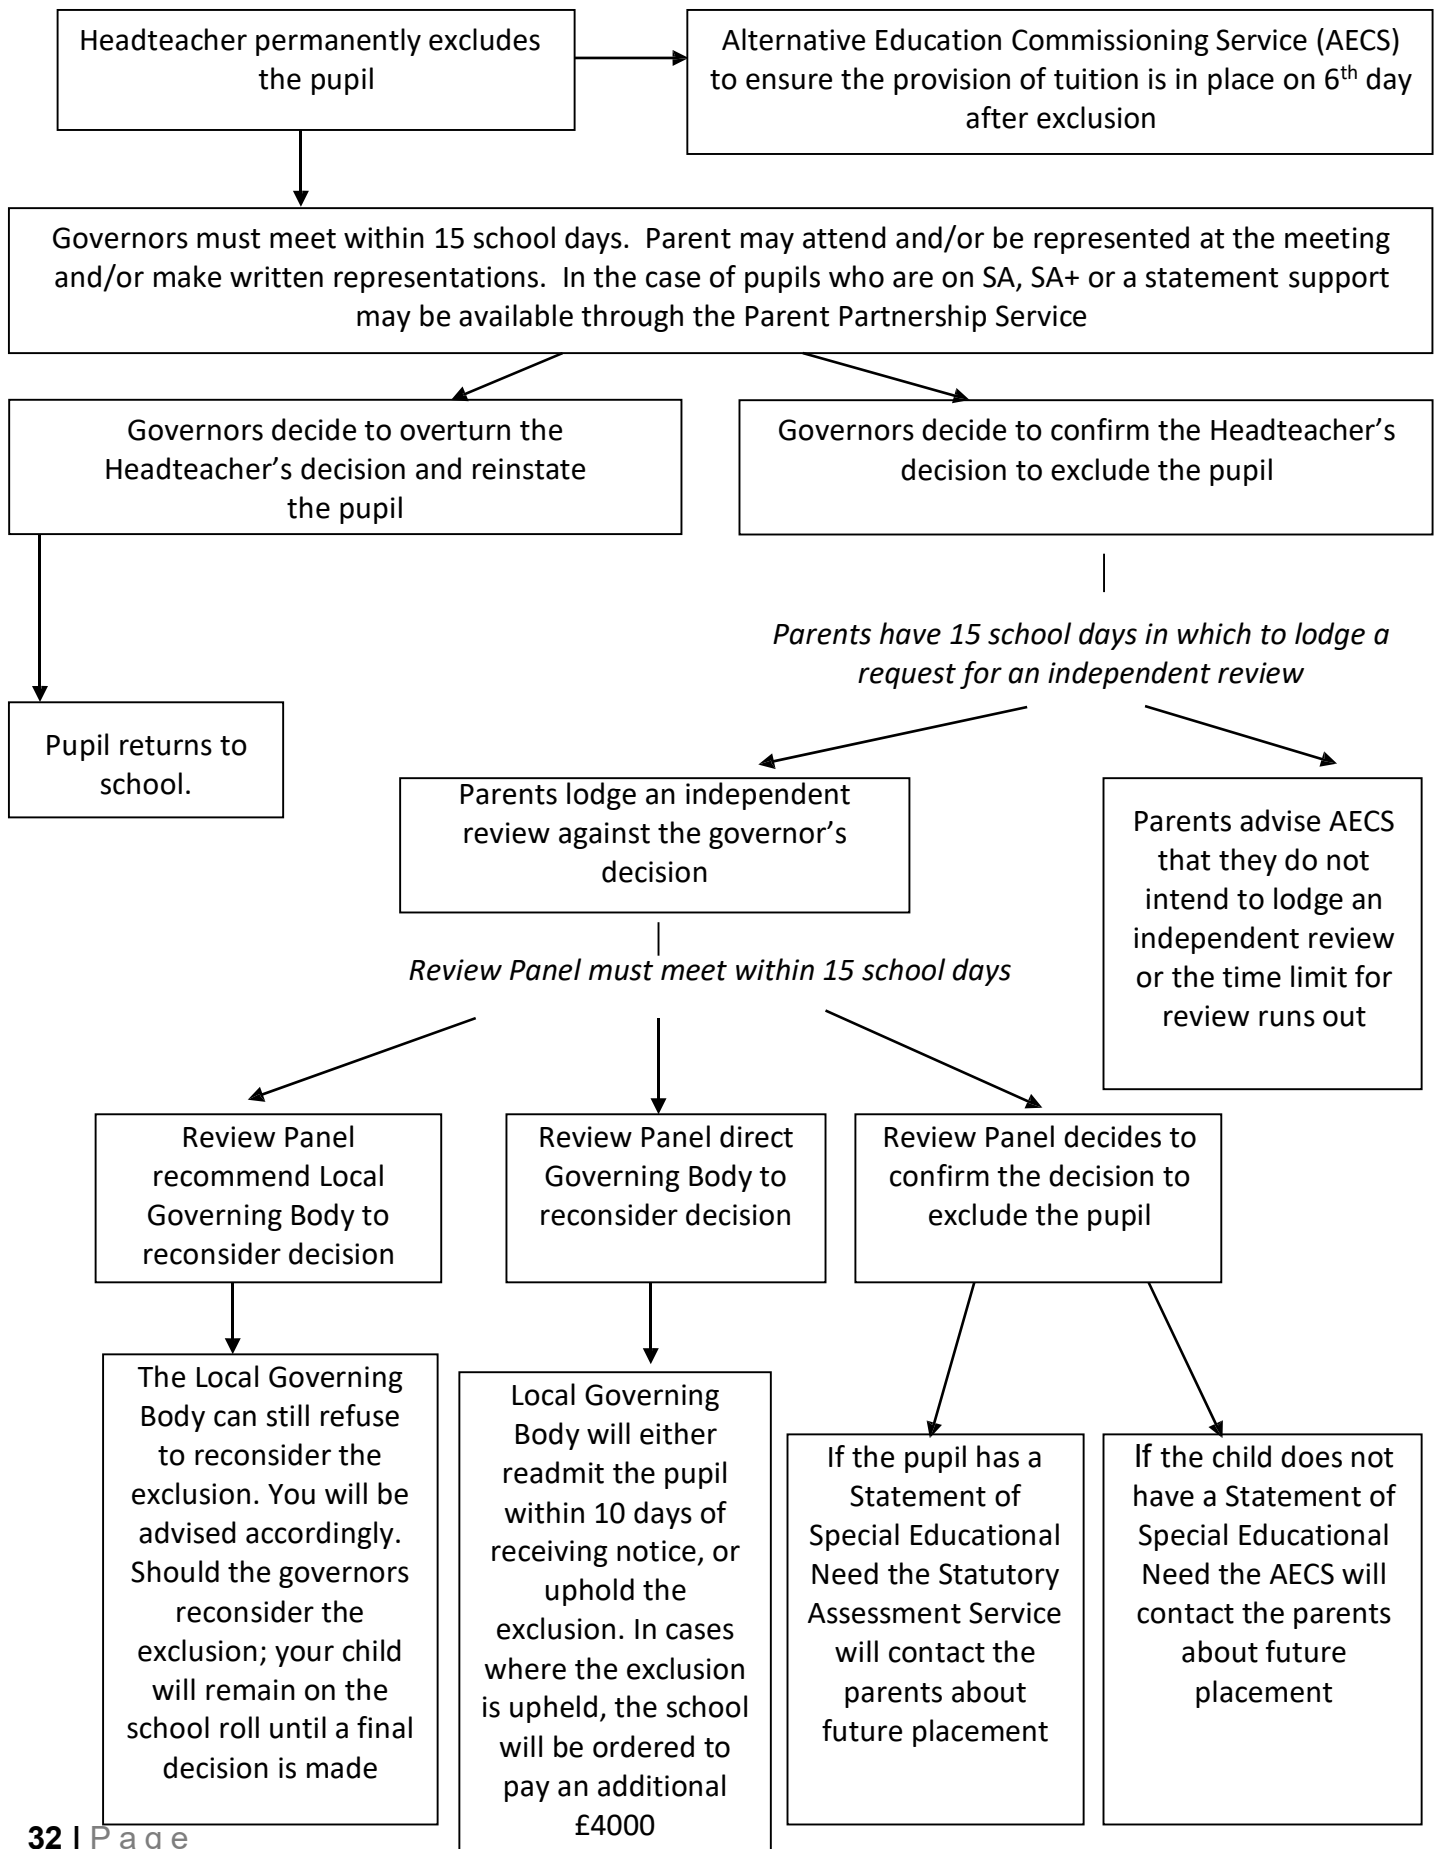 Headteacher permanently excludes
the pupil
Alternative Education Commissioning Service (AECS)
to ensure the provision of tuition is in place on 6th day
after exclusion
Governors must meet within 15 school days.  Parent may attend and/or be represented at the meeting
and/or make written representations.  In the case of pupils who are on SA, SA+ or a statement support
may be available through the Parent Partnership Service
Governors decide to overturn the
Headteacher’s decision and reinstate
the pupil
Governors decide to confirm the Headteacher’s
decision to exclude the pupil
Parents have 15 school days in which to lodge a
request for an independent review
Pupil returns to
school.
Parents lodge an independent
review against the governor’s
decision
Parents advise AECS
that they do not
intend to lodge an
independent review
or the time limit for
review runs out
Review Panel must meet within 15 school days
Review Panel
recommend Local
Governing Body to
reconsider decision
Review Panel direct
Governing Body to
reconsider decision
Review Panel decides to
confirm the decision to
exclude the pupil
The Local Governing
Body can still refuse
to reconsider the
exclusion. You will be
advised accordingly.
Should the governors
reconsider the
exclusion; your child
will remain on the
school roll until a final
decision is made
Local Governing
Body will either
readmit the pupil
within 10 days of
receiving notice, or
uphold the
exclusion. In cases
where the exclusion
is upheld, the school
will be ordered to
pay an additional
£4000
If the pupil has a
Statement of
Special Educational
Need the Statutory
Assessment Service
will contact the
parents about
future placement
If the child does not
have a Statement of
Special Educational
Need the AECS will
contact the parents
about future
placement
32 | Page